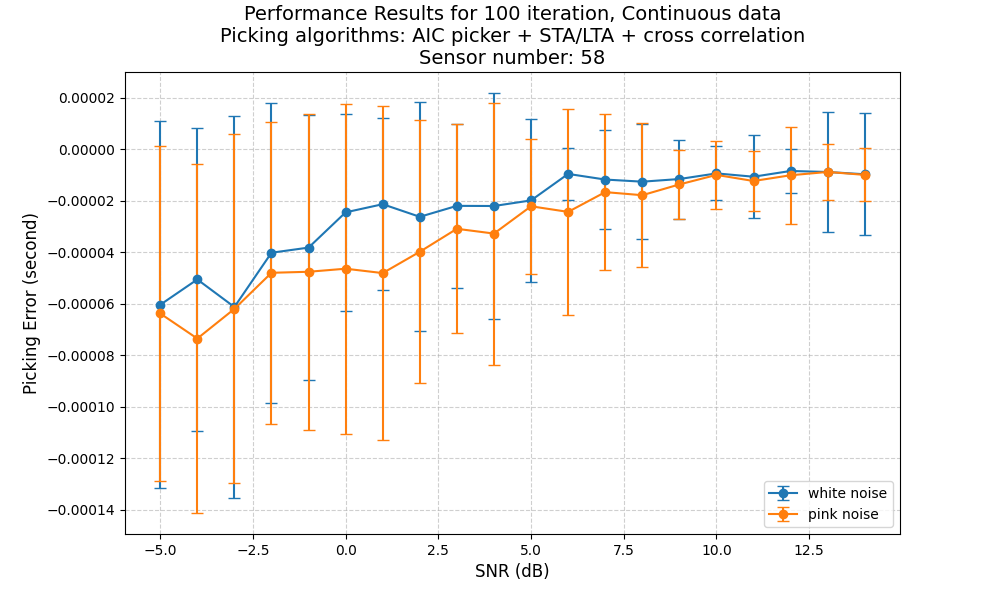 Performance Results for 100 iteration, Continuous data
Picking algorithms: AIC picker + STA/LTA + cross correlation
Sensor number: 58
Picking Error (second)
0.00002
0.00000
−0.00002
−0.00004
−0.00006
−0.00008
−0.00010
−0.00012
−0.00014
white noise
pink noise
−5.0 −2.5 0.0 2.5 5.0 7.5 10.0 12.5
SNR (dB)